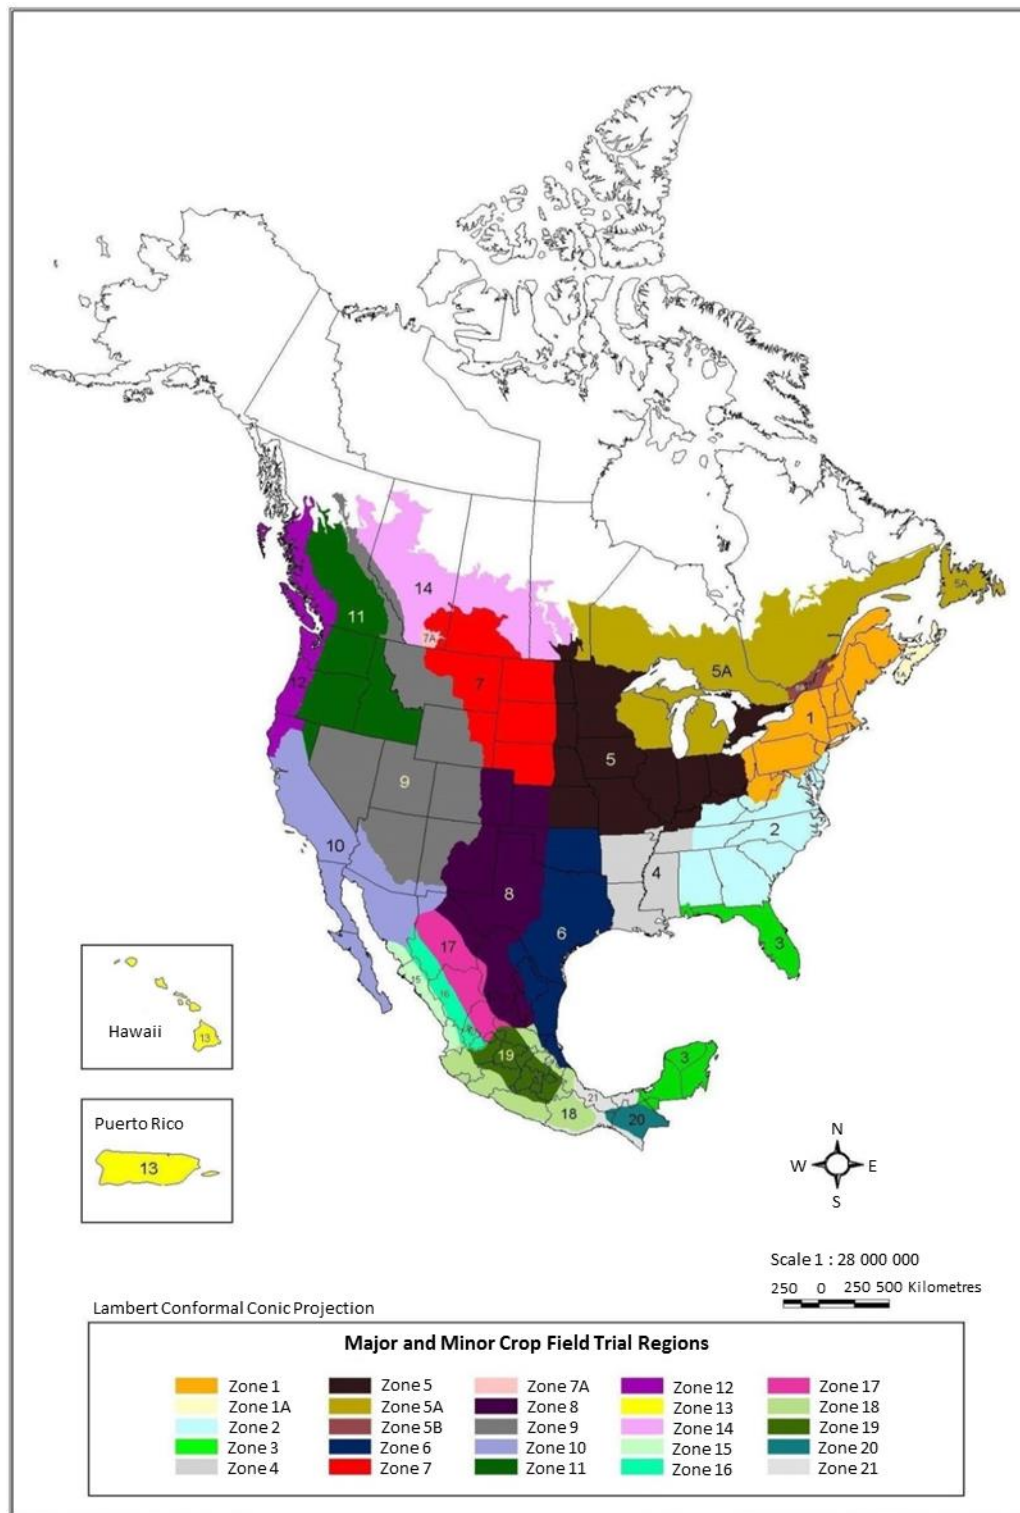 14
5A
11
7A
5A
7
1A
12
5B
1
5
9
2
10
4
8
6
3
17
15
16
Hawaii
13
19
3
21
18
20
Puerto Rico
13
N
W E
S
Scale 1 : 28 000 000
250 0 250 500 Kilometres
Lambert Conformal Conic Projection
Major and Minor Crop Field Trial Regions
Zone 1 Zone 5 Zone 7A Zone 12 Zone 17
Zone 1A Zone 5A Zone 8 Zone 13 Zone 18
Zone 2 Zone 5B Zone 9 Zone 14 Zone 19
Zone 3 Zone 6 Zone 10 Zone 15 Zone 20
Zone 4 Zone 7 Zone 11 Zone 16 Zone 21